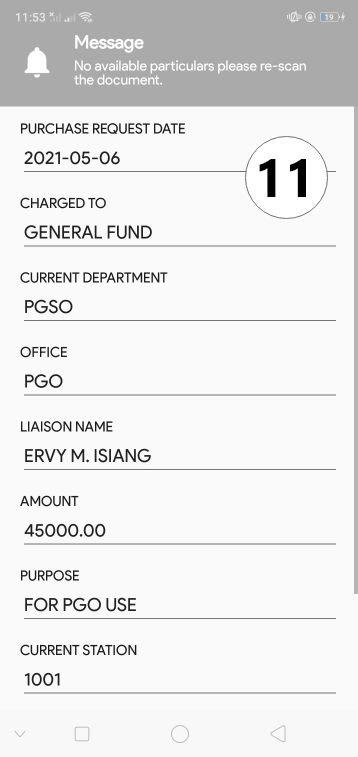 11:53
19
Message
No available particulars please re-scan
the document.
PURCHASE REQUEST DATE
2021-05-06
11
CHARGED TO
GENERAL FUND
CURRENT DEPARTMENT
PGSO
OFFICE
PGO
LIAISON NAME
ERVY M. ISIANG
AMOUNT
45000.00
PURPOSE
FOR PGO USE
CURRENT STATION
1001